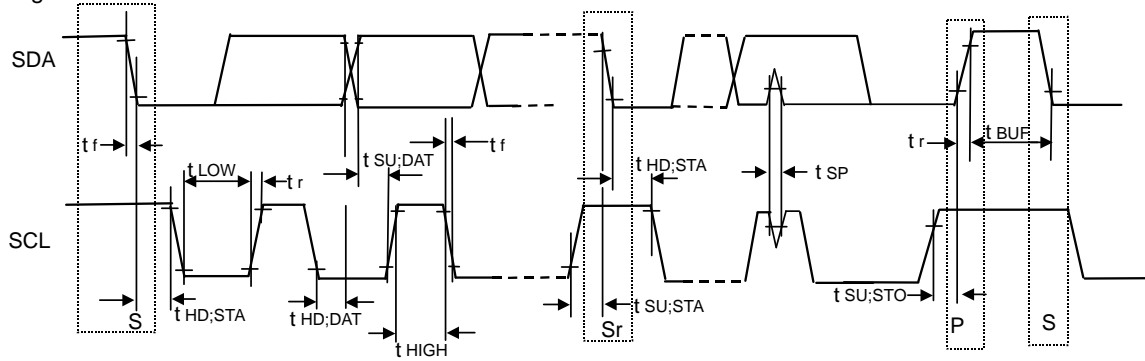 SDA
t f
t LOW
t r
t SU;DAT
t f
t HD;STA
t SP
t r
t BUF
SCL
S
t HD;STA
t HD;DAT
t HIGH
Sr
t SU;STA
t SU;STO
P
S